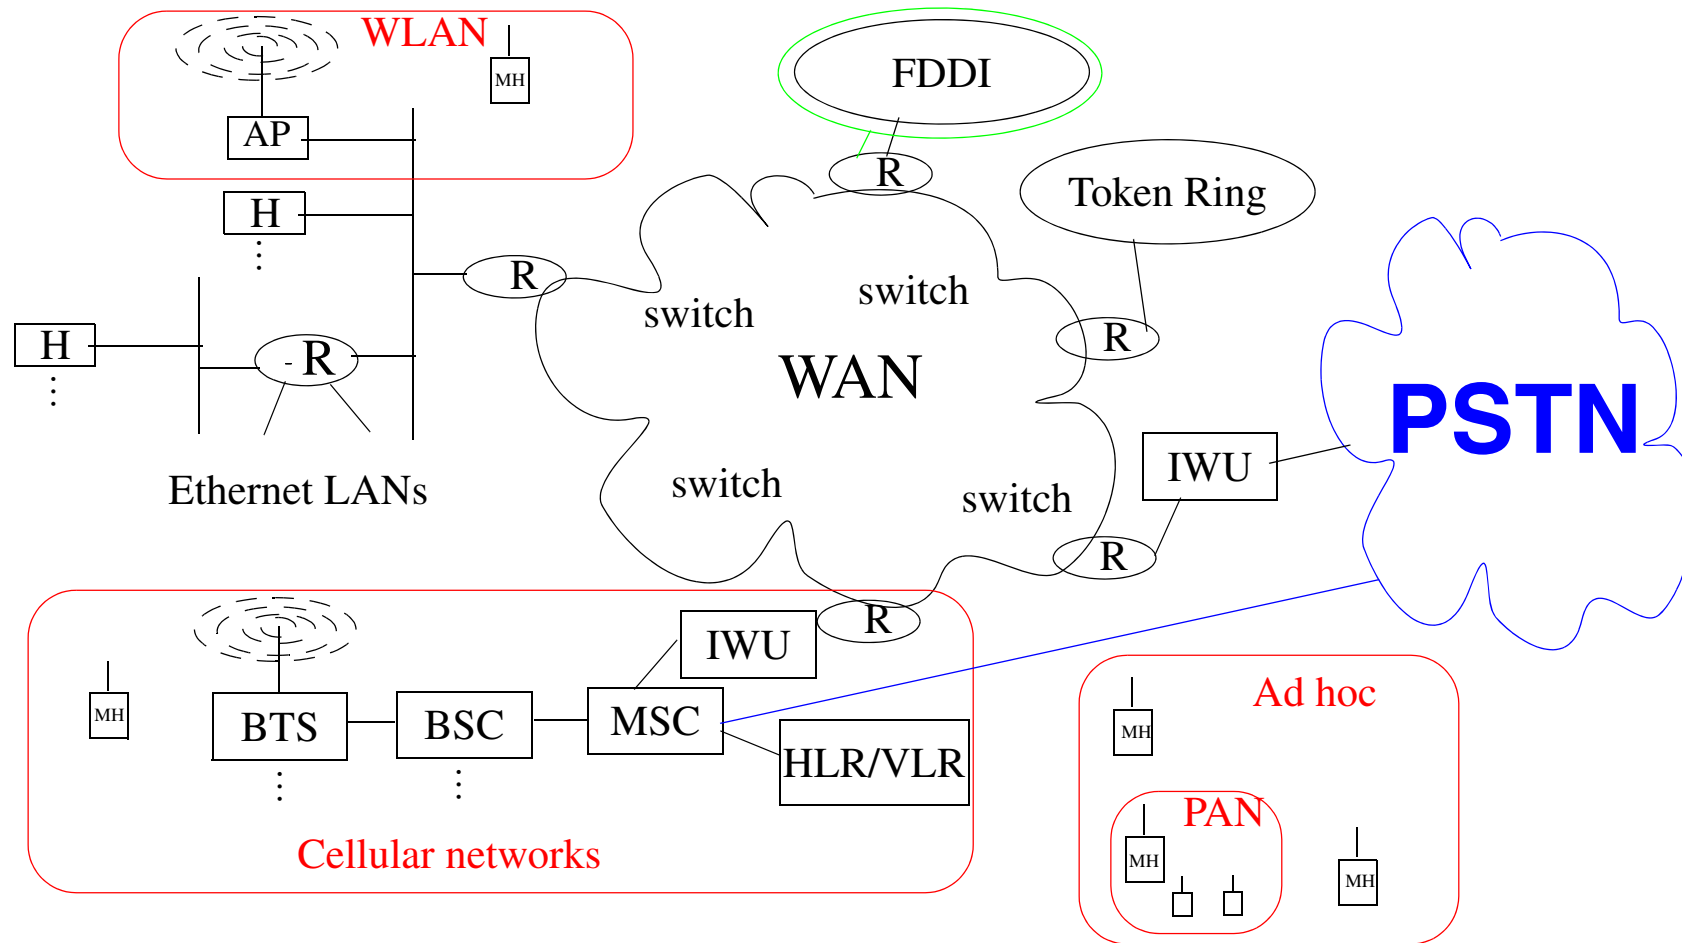 WLAN
MH
AP
FDDI
R
H
⋮
Token Ring
R
switch
switch
R
H
⋮
- R
WAN
PSTN
IWU
Ethernet LANs
switch
switch
R
R
IWU
MH
BTS
BSC
MSC
HLR/VLR
⋮
⋮
Cellular networks
Ad hoc
MH
PAN
MH
MH